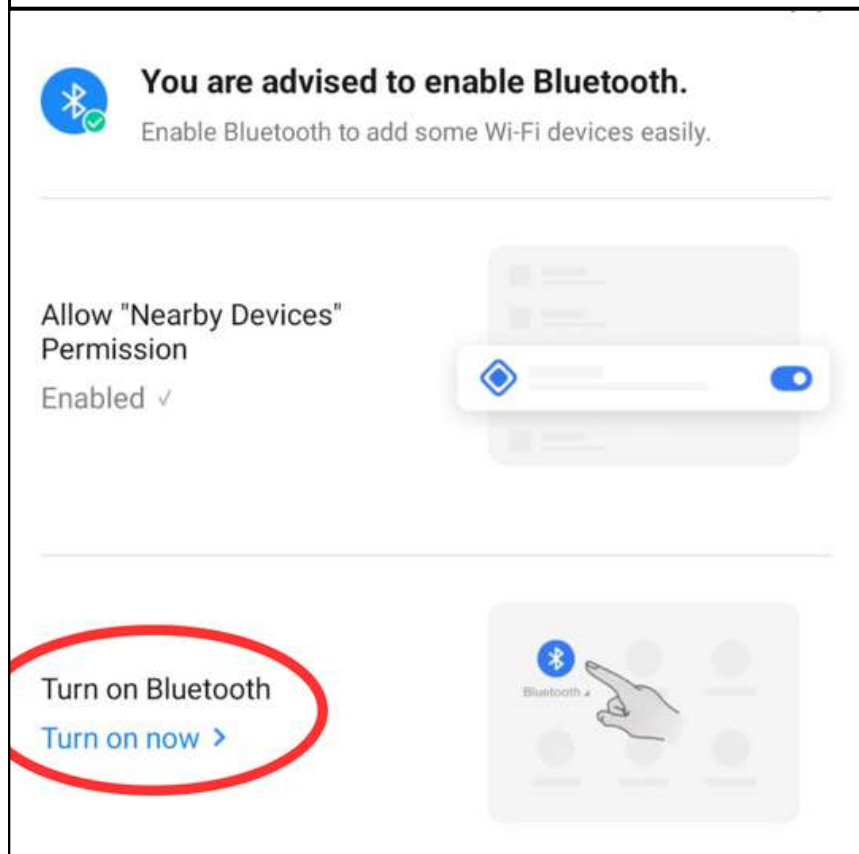 You are advised to enable Bluetooth.
Enable Bluetooth to add some Wi-Fi devices easily.
Allow "Nearby Devices"
Permission
Enabled ✓
Bluetooth
Turn on Bluetooth
Turn on now >